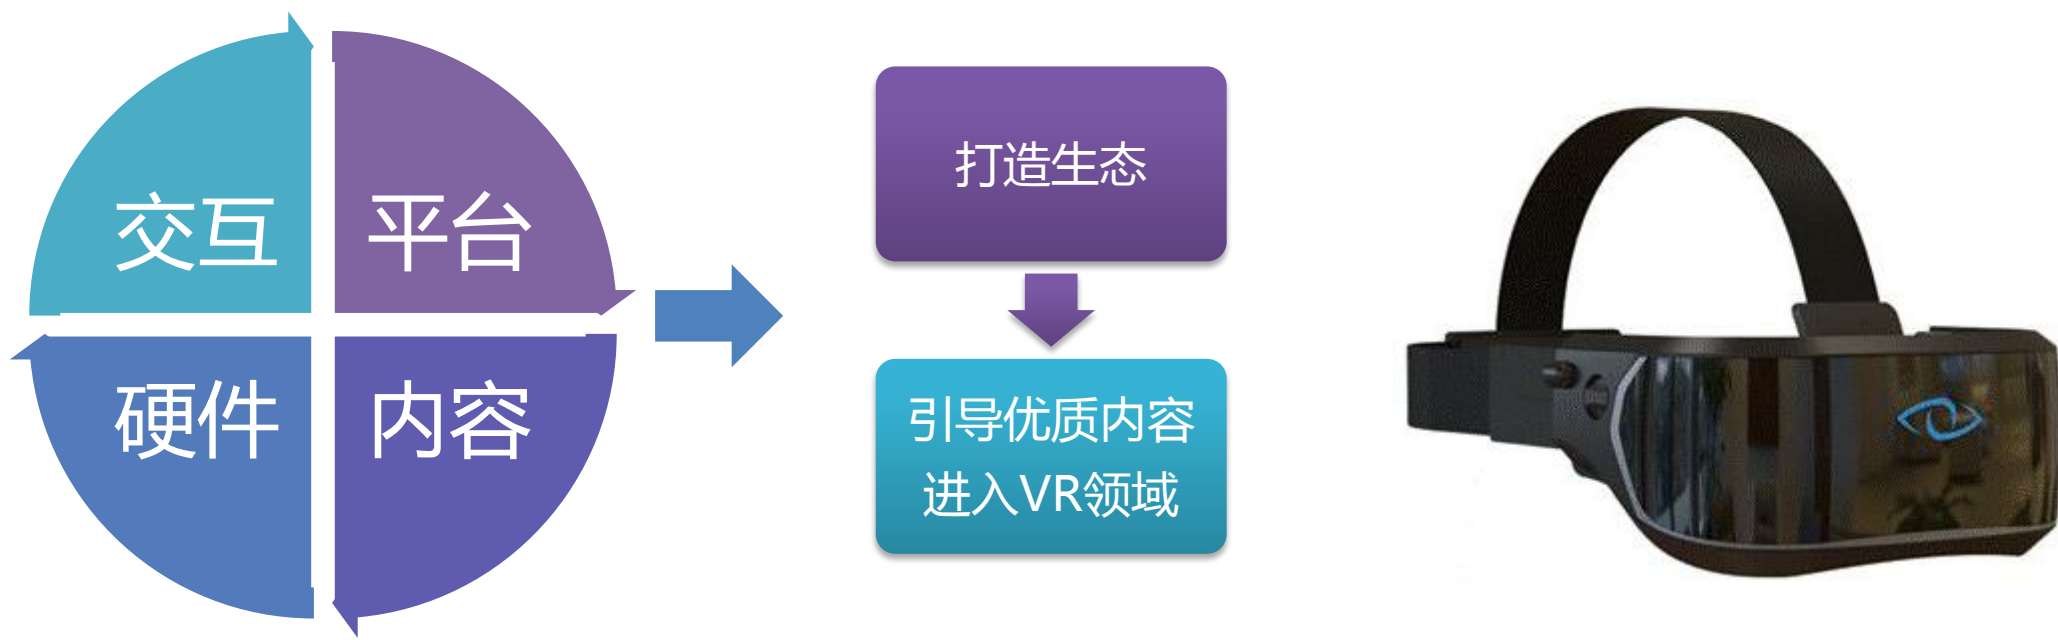 交互
平台
硬件
内容
打造生态
引导优质内容
进入VR领域